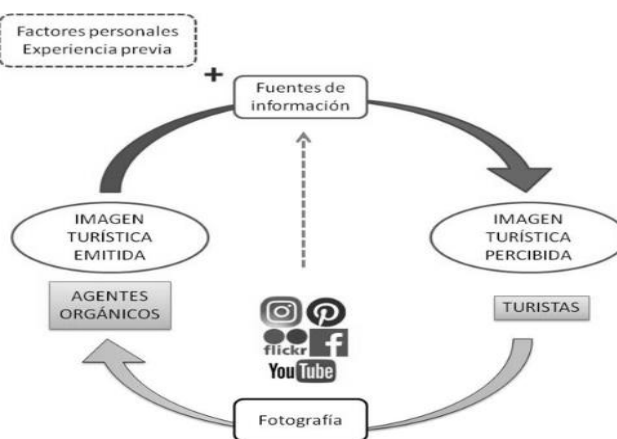 Factores personales
Experiencia previa
+
Fuentes de
información
IMAGEN
TURÍSTICA
EMITIDA
IMAGEN
TURÍSTICA
PERCIBIDA
AGENTES
ORGÁNICOS
TURISTAS
flickr
YouTube
Fotografía